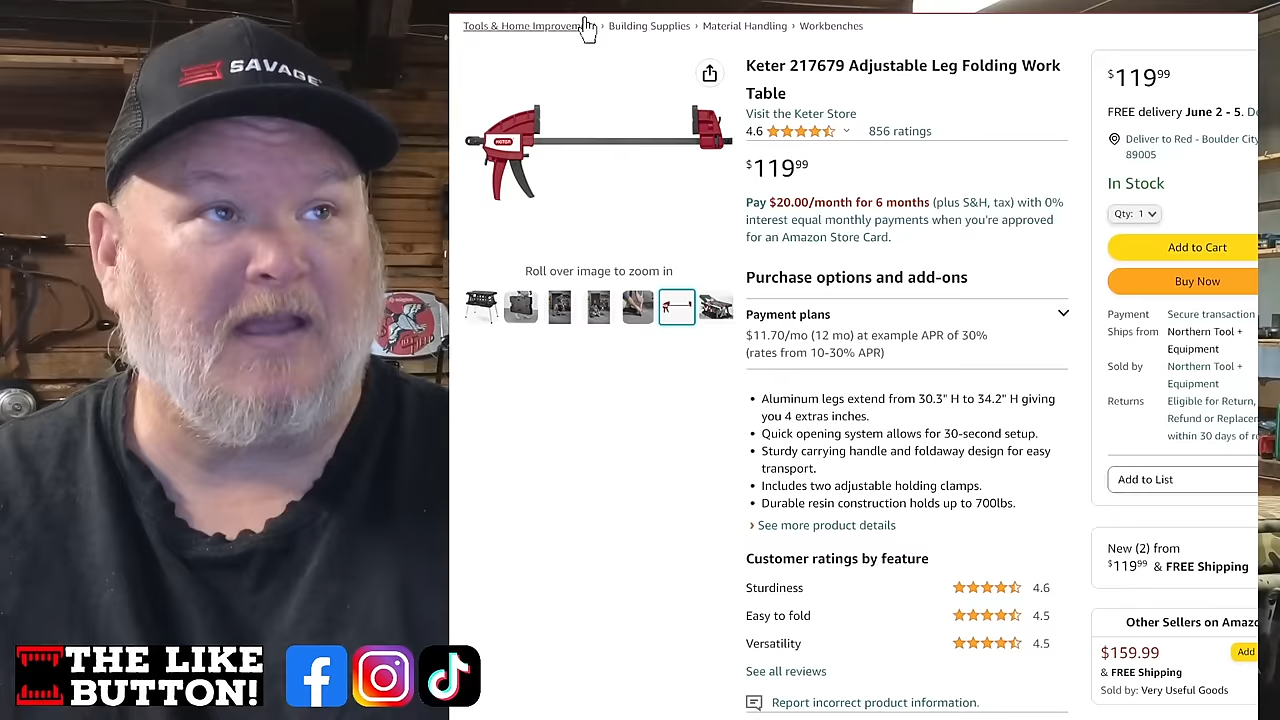 SAVAGE
THE LIKE
BUTTON!
Tools & Home Improvement › Building Supplies › Material Handling › Workbenches
KETER
Roll over image to zoom in
Keter 217679 Adjustable Leg Folding Work
Table
Visit the Keter Store
4.6 856 ratings
$119 99
Pay $20.00/month for 6 months (plus S&H, tax) with 0%
interest equal monthly payments when you're approved
for an Amazon Store Card.
Purchase options and add-ons
Payment plans
$11.70/mo (12 mo) at example APR of 30%
(rates from 10-30% APR)
• Aluminum legs extend from 30.3" H to 34.2" H giving
you 4 extras inches.
• Quick opening system allows for 30-second setup.
• Sturdy carrying handle and foldaway design for easy
transport.
• Includes two adjustable holding clamps.
• Durable resin construction holds up to 700lbs.
› See more product details
Customer ratings by feature
Sturdiness 4.6
Easy to fold 4.5
Versatility 4.5
See all reviews
Report incorrect product information.
$119 99
FREE delivery June 2 - 5. De
Deliver to Red - Boulder City
89005
In Stock
Qty: 1
Add to Cart
Buy Now
Payment Secure transaction
Ships from Northern Tool +
Equipment
Sold by Northern Tool +
Equipment
Returns Eligible for Return,
Refund or Replacem
within 30 days of re
Add to List
New (2) from
$119 99 & FREE Shipping
Other Sellers on Amazo
$159.99 Add
& FREE Shipping
Sold by: Very Useful Goods